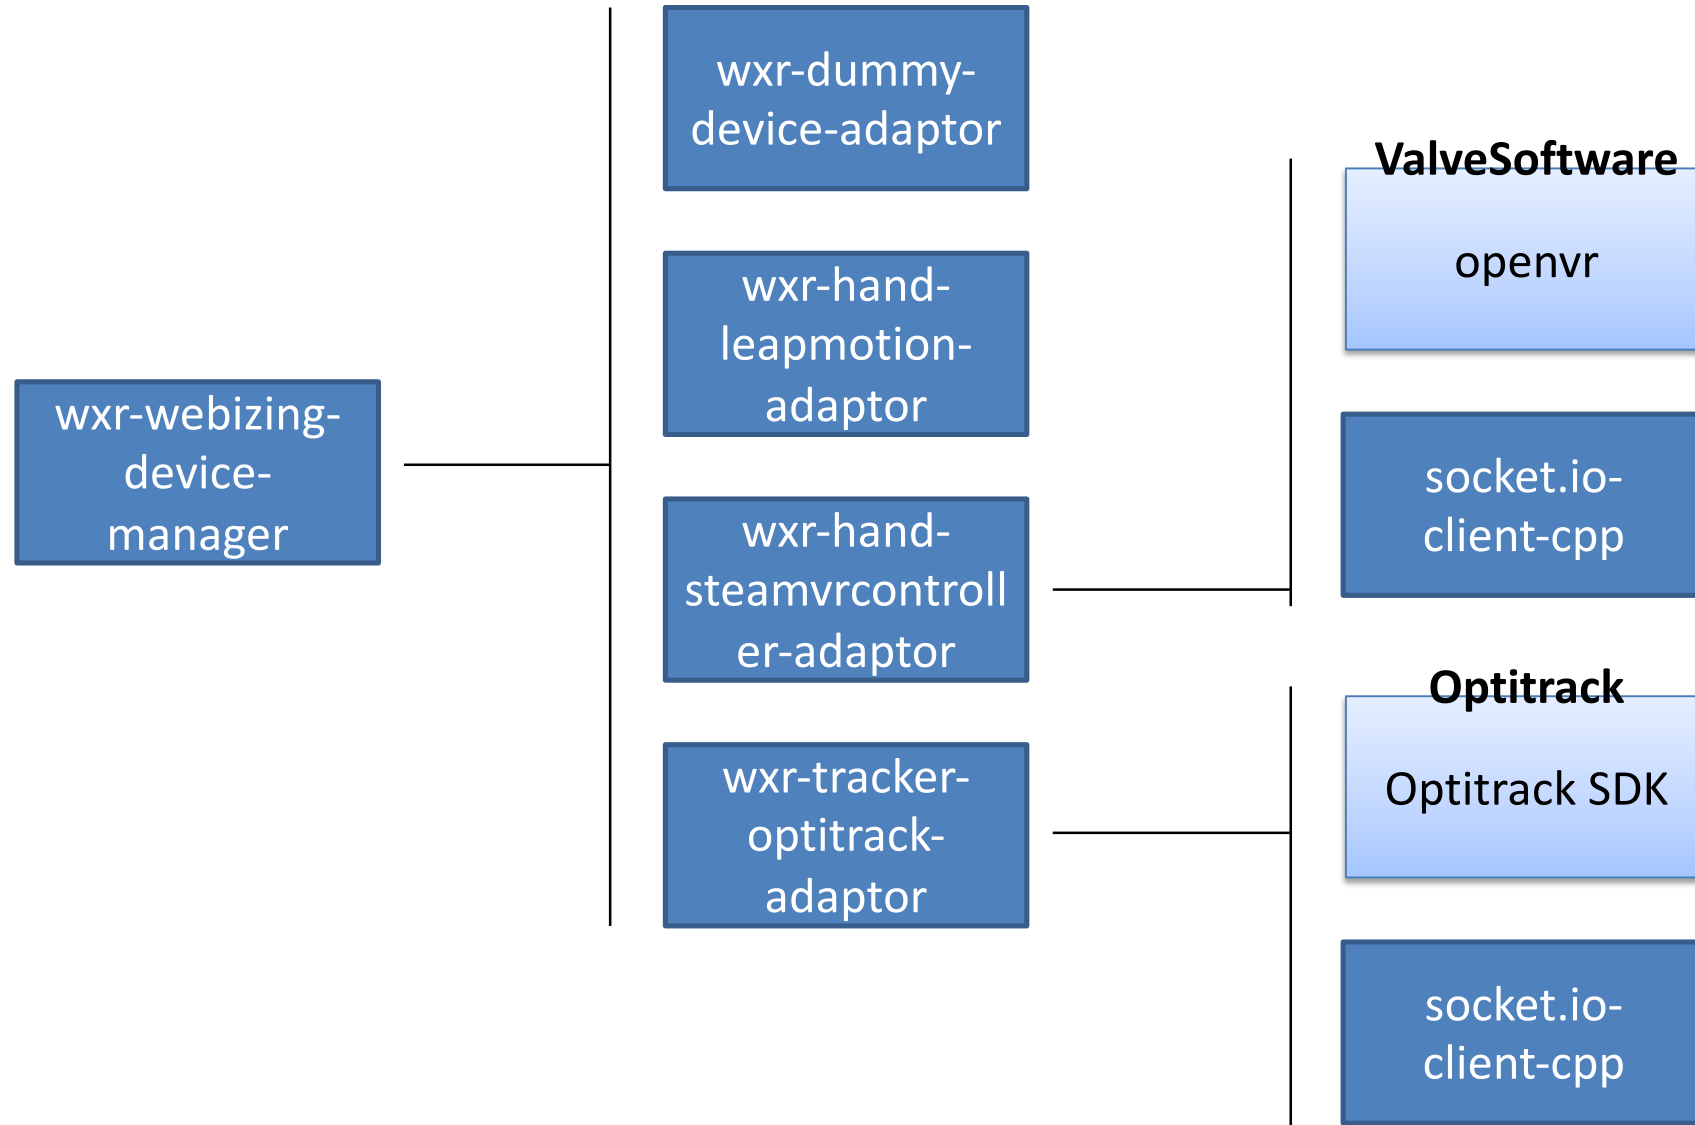 wxr-webizing-
device-
manager
wxr-dummy-
device-adaptor
wxr-hand-
leapmotion-
adaptor
wxr-hand-
steamvrcontroll
er-adaptor
wxr-tracker-
optitrack-
adaptor
ValveSoftware
openvr
socket.io-
client-cpp
Optitrack
Optitrack SDK
socket.io-
client-cpp